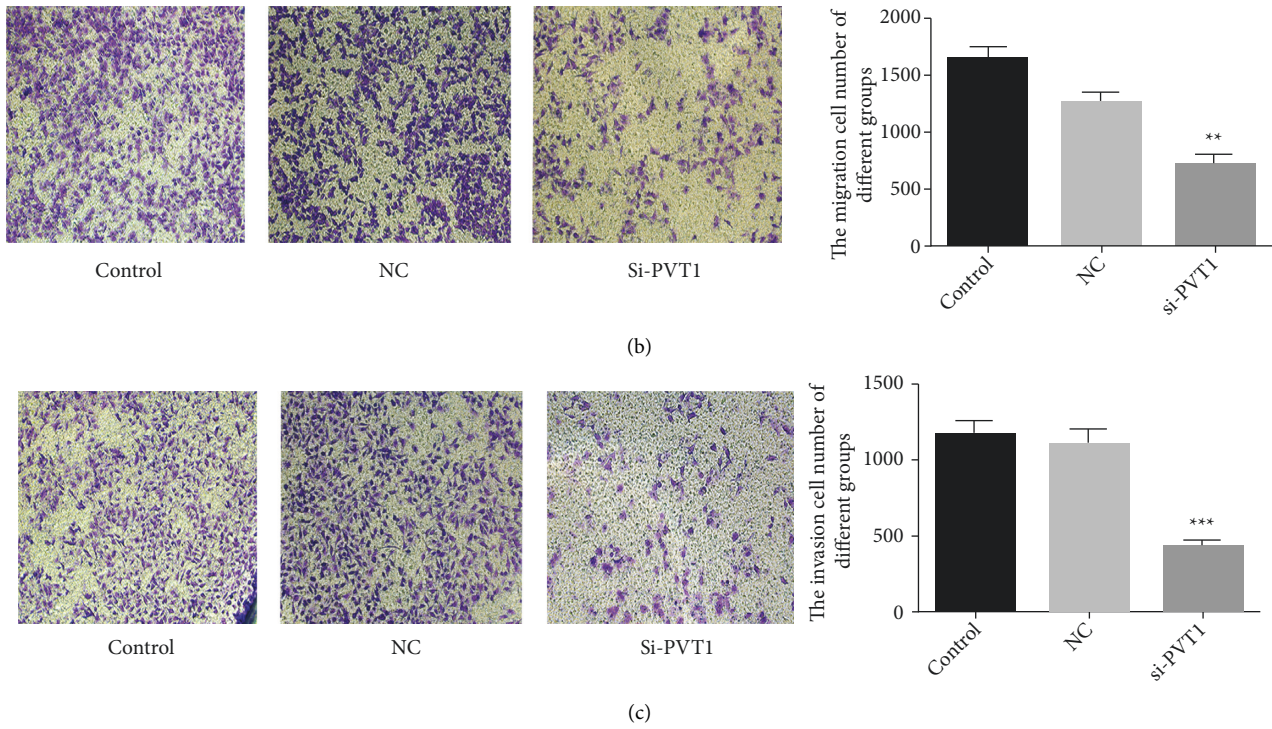 Control
NC
Si-PVT1
The migration cell number of
different groups
2000
1500
1000
500
0
**
Control
NC
si-PVT1
(b)
Control
NC
Si-PVT1
The invasion cell number of
different groups
1500
1000
500
0
***
Control
NC
si-PVT1
(c)